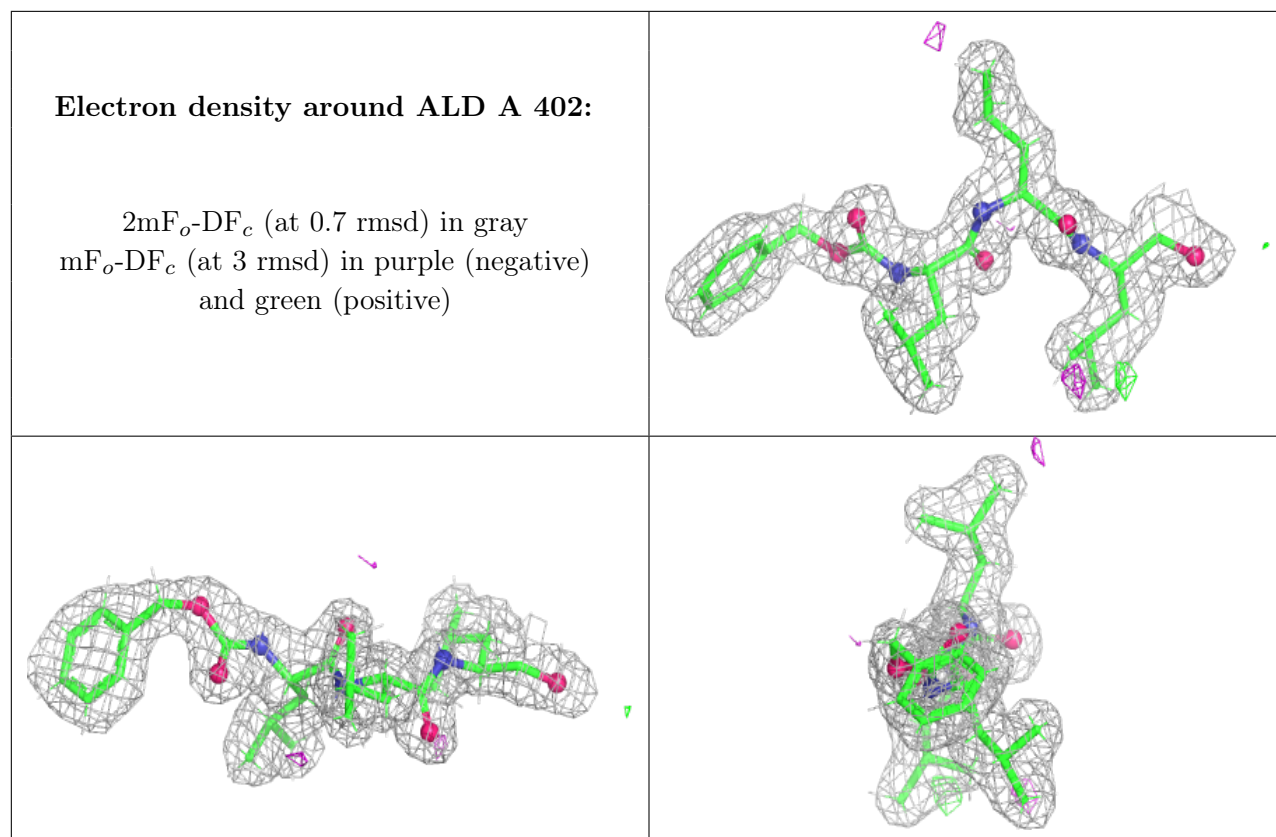 Electron density around ALD A 402:
2mFₒ-DF𝒸 (at 0.7 rmsd) in gray
mFₒ-DF𝒸 (at 3 rmsd) in purple (negative)
and green (positive)